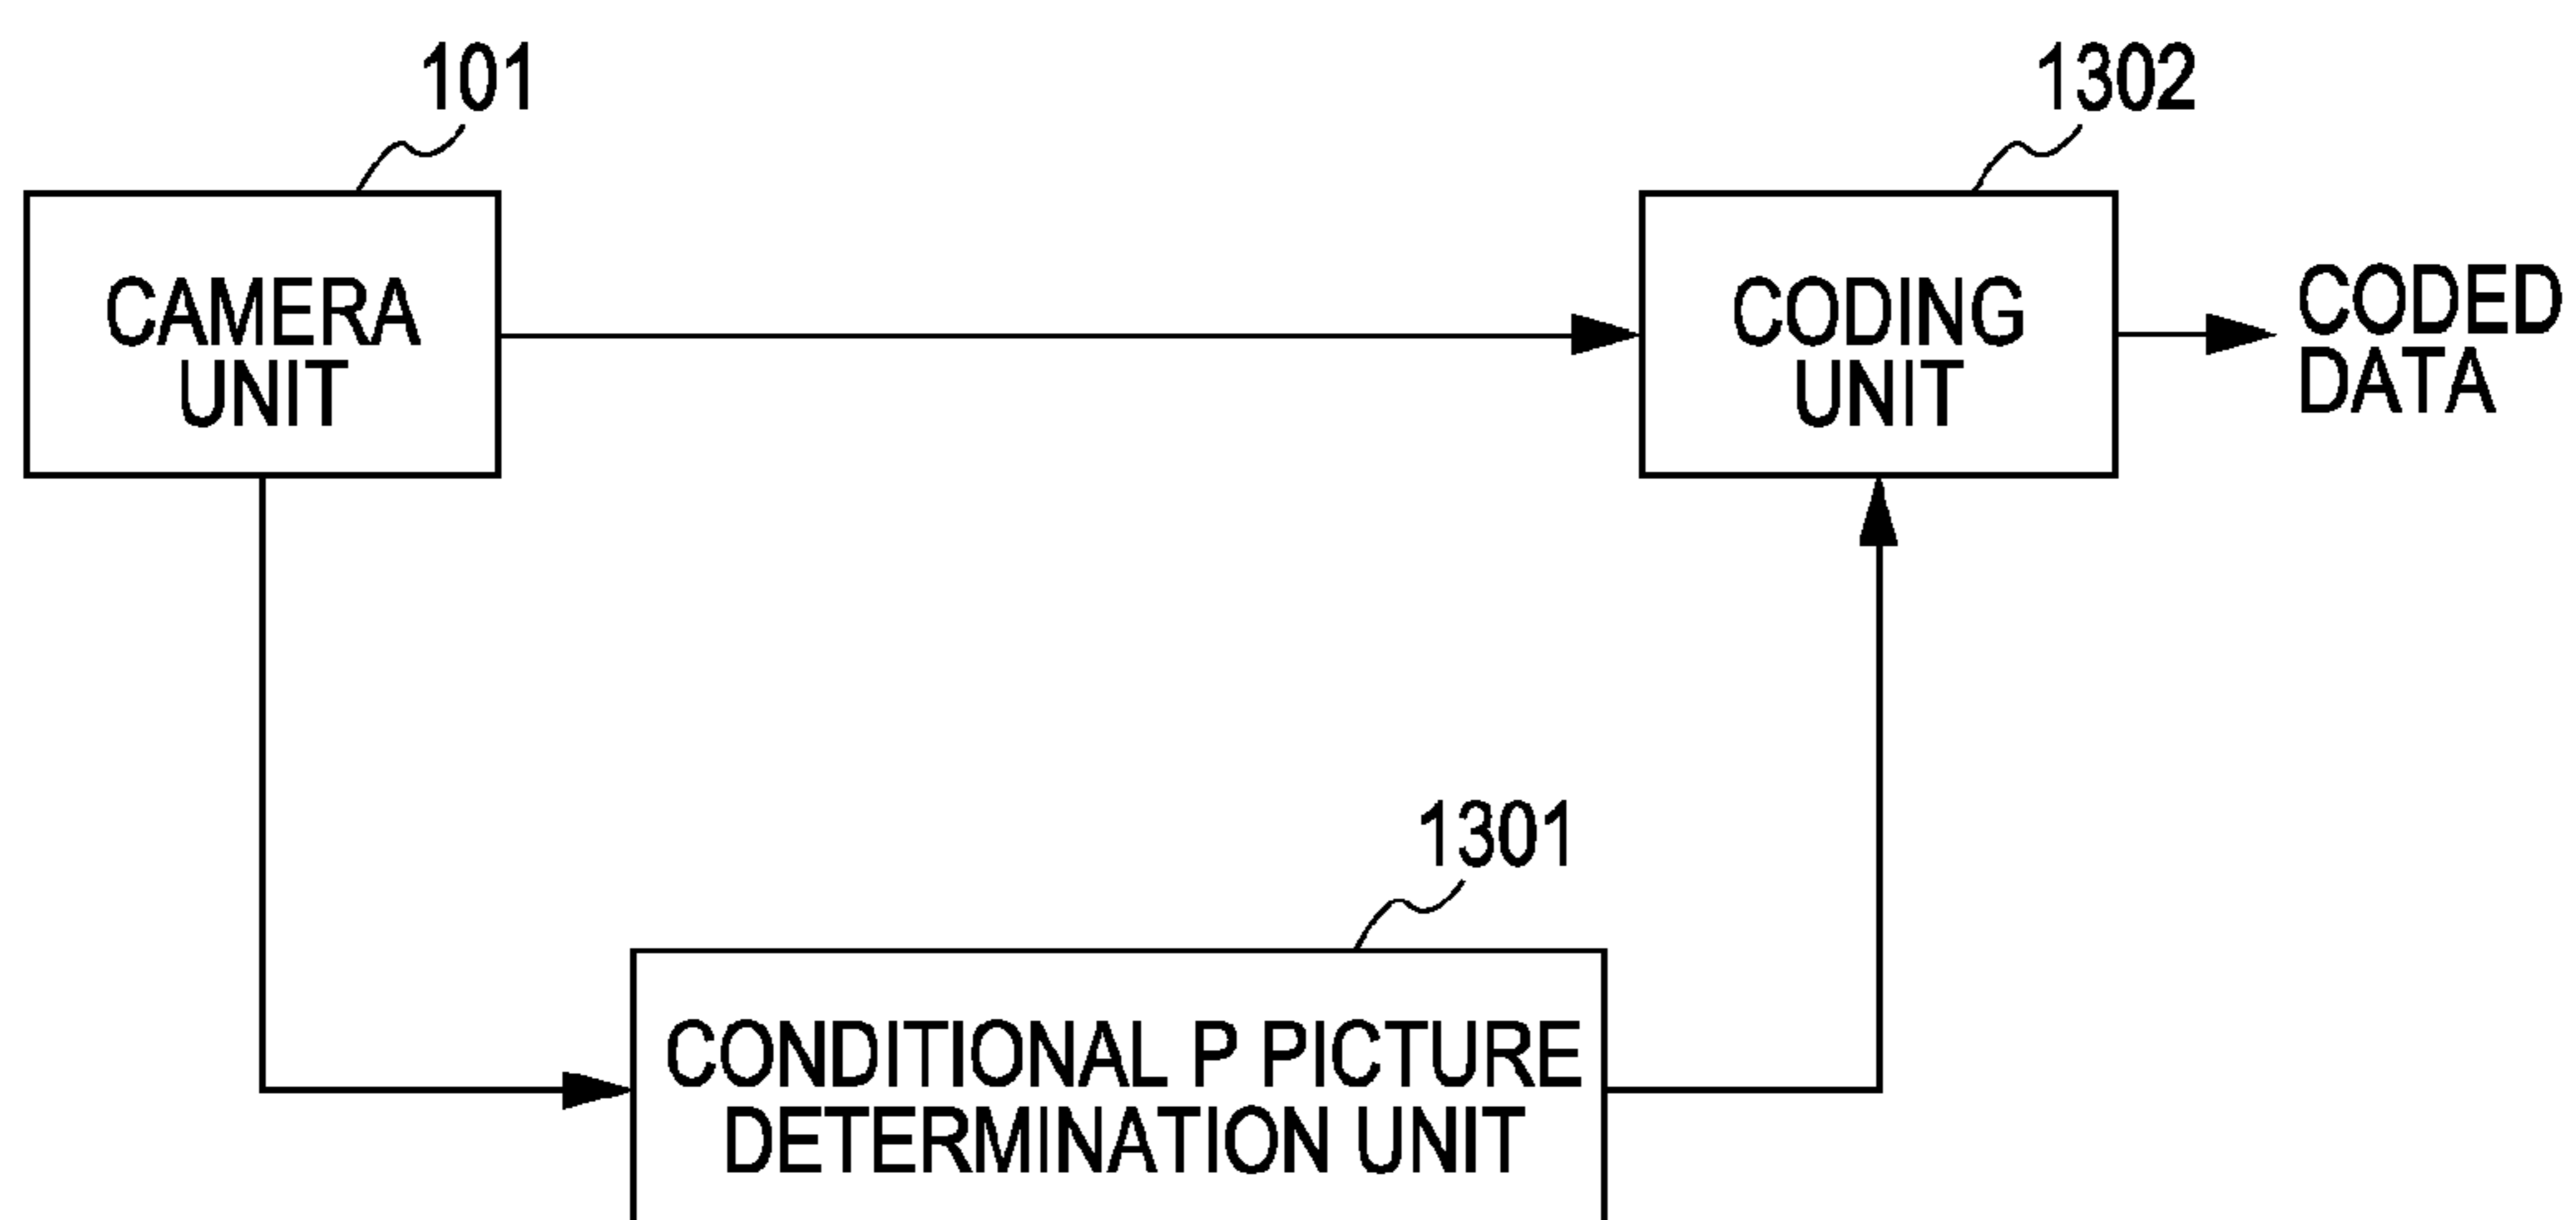 101
1302
CAMERA
UNIT
CODING
UNIT
CODED
DATA
1301
CONDITIONAL P PICTURE
DETERMINATION UNIT